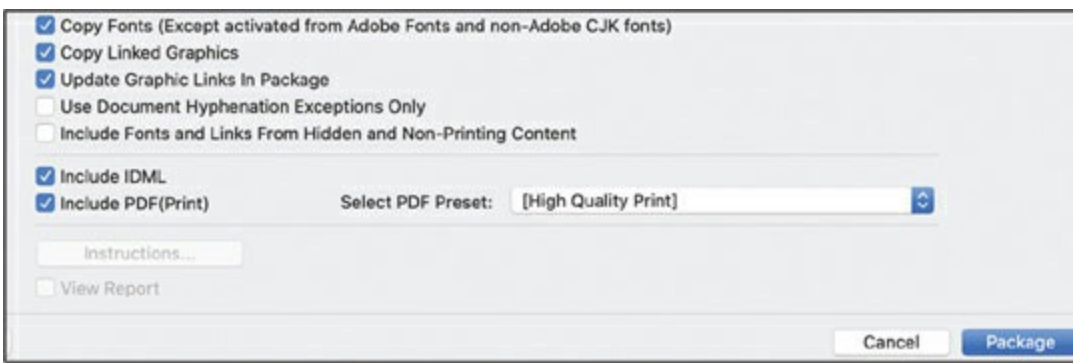 Copy Fonts (Except activated from Adobe Fonts and non-Adobe CJK fonts)
Copy Linked Graphics
Update Graphic Links In Package
Use Document Hyphenation Exceptions Only
Include Fonts and Links From Hidden and Non-Printing Content
Include IDML
Include PDF(Print) Select PDF Preset: [High Quality Print]
Instructions...
View Report
Cancel Package